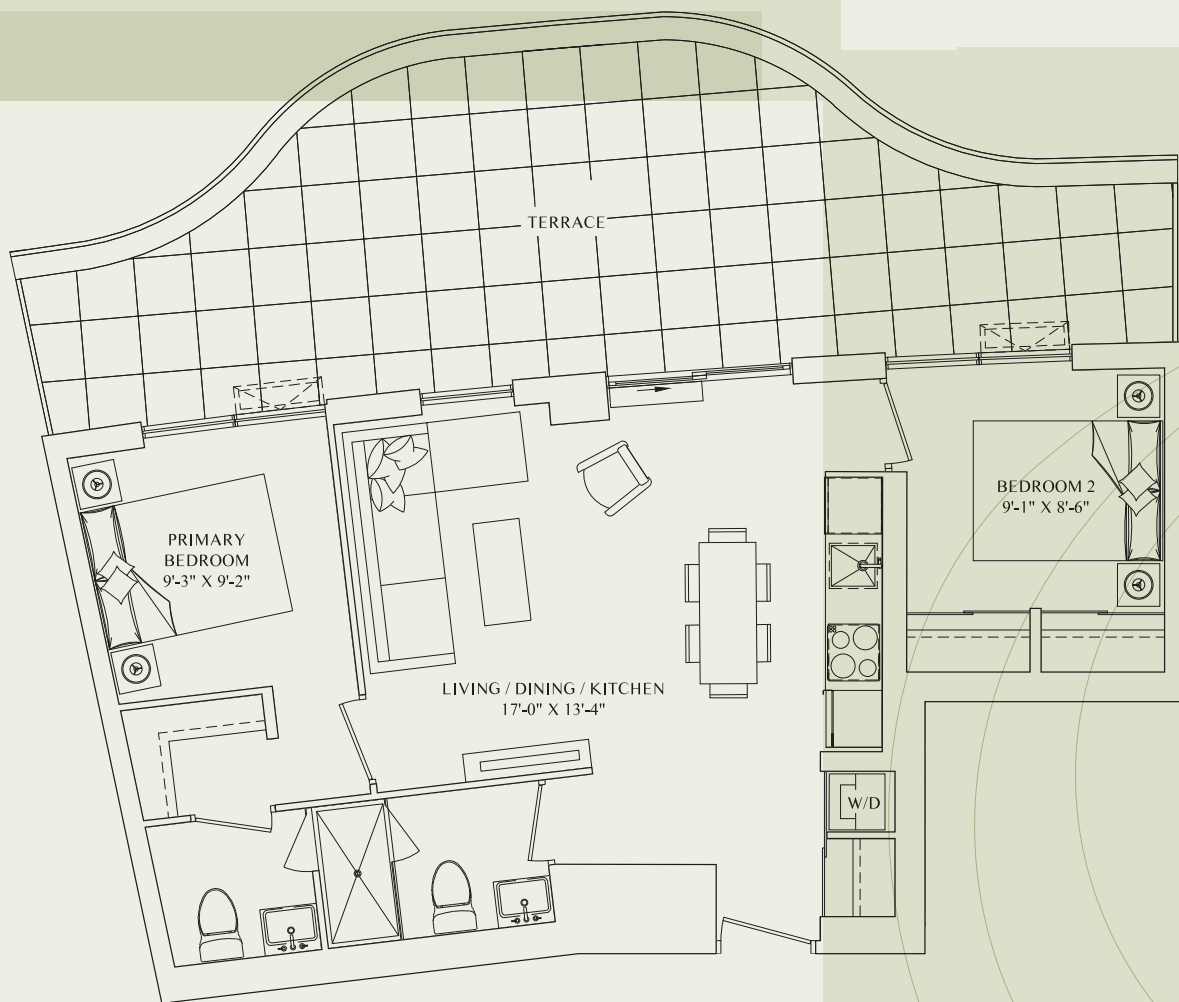 TERRACE
PRIMARY
BEDROOM
9'-3" X 9'-2"
BEDROOM 2
9'-1" X 8'-6"
LIVING / DINING / KITCHEN
17'-0" X 13'-4"
W/D